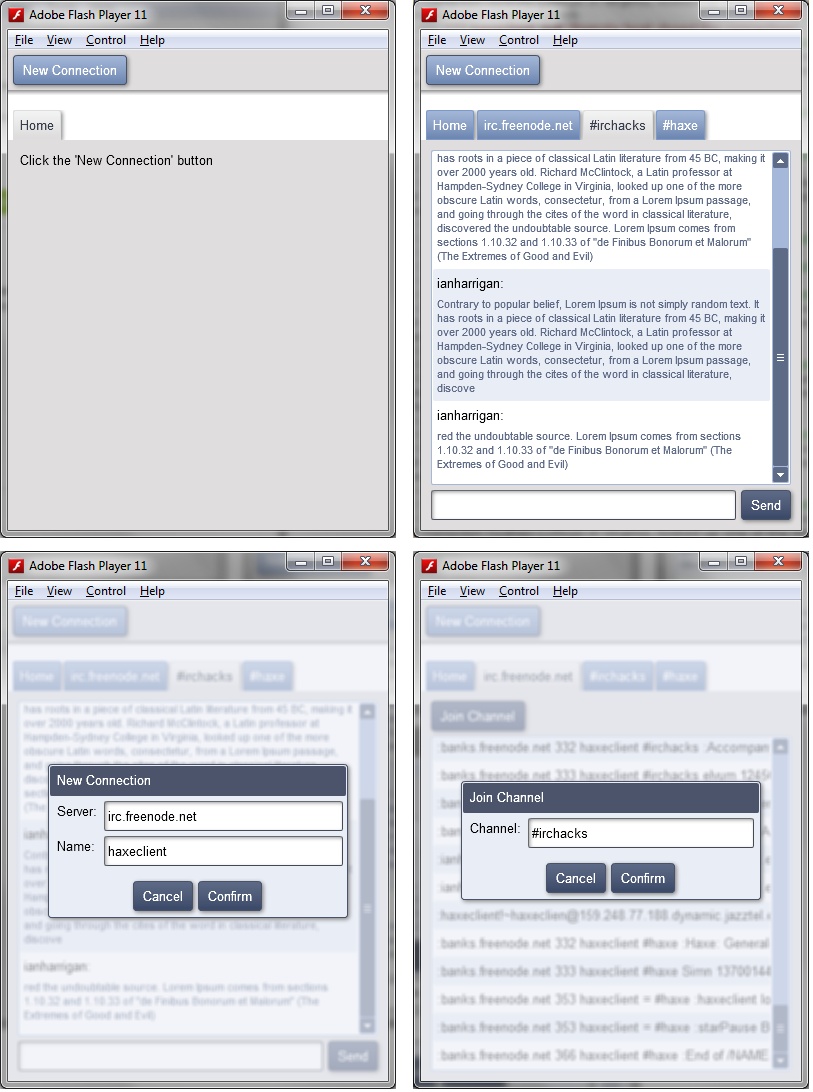 Adobe Flash Player 11
File View Control Help
New Connection
Home
Click the 'New Connection' button
Adobe Flash Player 11
File View Control Help
New Connection
Home irc.freenode.net #irchacks #haxe
has roots in a piece of classical Latin literature from 45 BC, making it
over 2000 years old. Richard McClintock, a Latin professor at
Hampden-Sydney College in Virginia, looked up one of the more
obscure Latin words, consectetur, from a Lorem Ipsum passage,
and going through the cites of the word in classical literature,
discovered the undoubtable source. Lorem Ipsum comes from
sections 1.10.32 and 1.10.33 of "de Finibus Bonorum et Malorum"
(The Extremes of Good and Evil)
ianharrigan:
Contrary to popular belief, Lorem Ipsum is not simply random text. It
has roots in a piece of classical Latin literature from 45 BC, making it
over 2000 years old. Richard McClintock, a Latin professor at
Hampden-Sydney College in Virginia, looked up one of the more
obscure Latin words, consectetur, from a Lorem Ipsum passage,
and going through the cites of the word in classical literature,
discove
ianharrigan:
red the undoubtable source. Lorem Ipsum comes from sections
1.10.32 and 1.10.33 of "de Finibus Bonorum et Malorum" (The
Extremes of Good and Evil)
Send
Adobe Flash Player 11
File View Control Help
New Connection
Home irc.freenode.net #irchacks #haxe
has roots in a piece of classical Latin literature from 45 BC, making it
over 2000 years old. Richard McClintock, a Latin professor at
Hampden-Sydney College in Virginia, looked up one of the more
obscure Latin words, consectetur, from a Lorem Ipsum passage,
New Connection
Server: irc.freenode.net
Name: haxeclient
Cancel Confirm
and going through the cites of the word in classical literature,
discove
ianharrigan:
red the undoubtable source. Lorem Ipsum comes from sections
1.10.32 and 1.10.33 of "de Finibus Bonorum et Malorum" (The
Extremes of Good and Evil)
Send
Adobe Flash Player 11
File View Control Help
New Connection
Home irc.freenode.net #irchacks #haxe
Join Channel
:banks.freenode.net 332 haxeclient #irchacks :Accompan
:banks.freenode.net 333 haxeclient #irchacks
Join Channel
Channel: #irchacks
Cancel Confirm
:banks.freenode.net 332 haxeclient #haxe :Haxe: General
:banks.freenode.net 333 haxeclient #haxe Simn 13700144
:banks.freenode.net 353 haxeclient = #haxe :haxeclient lo
:banks.freenode.net 353 haxeclient = #haxe :starPause B
:banks.freenode.net 366 haxeclient #haxe :End of /NAME